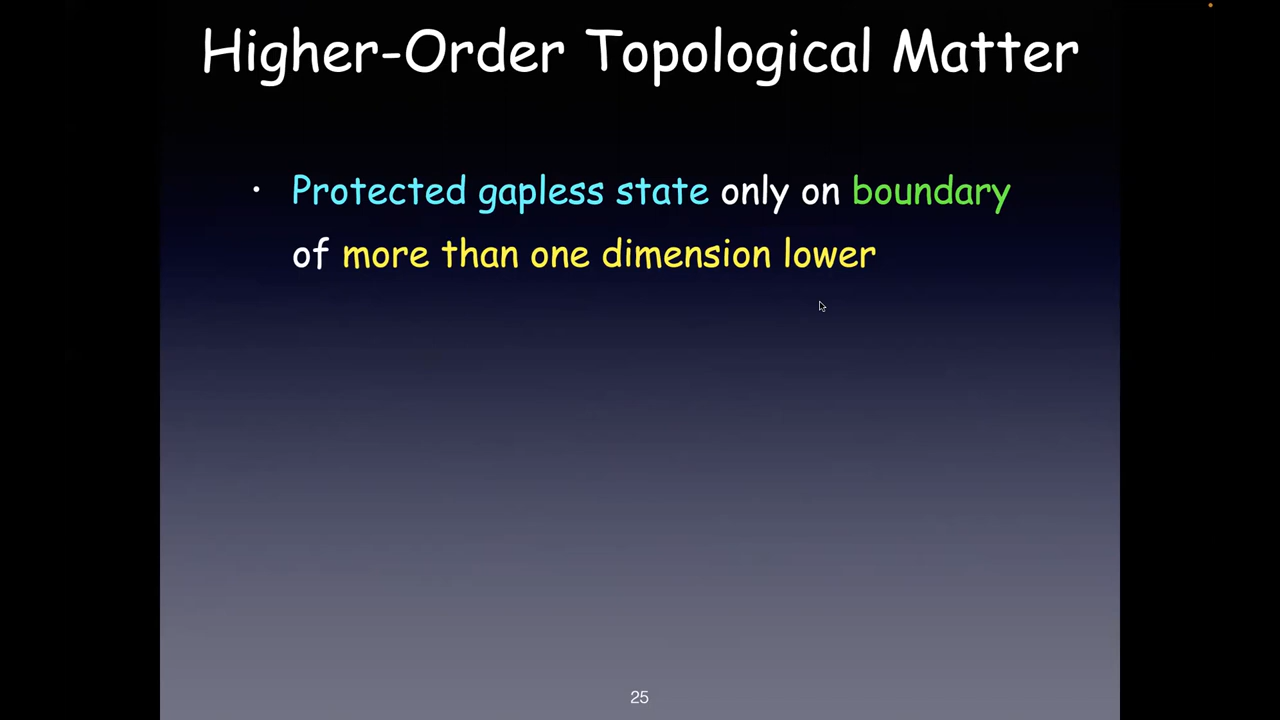 Higher-Order Topological Matter
· Protected gapless state only on boundary
of more than one dimension lower
25